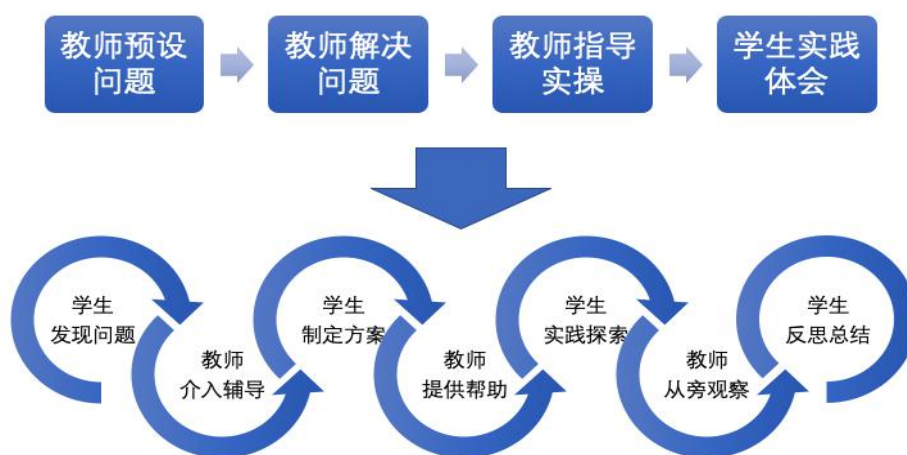 教师预设
问题
教师解决
问题
教师指导
实操
学生实践
体会
学生
发现问题
教师
介入辅导
学生
制定方案
教师
提供帮助
学生
实践探索
教师
从旁观察
学生
反思总结